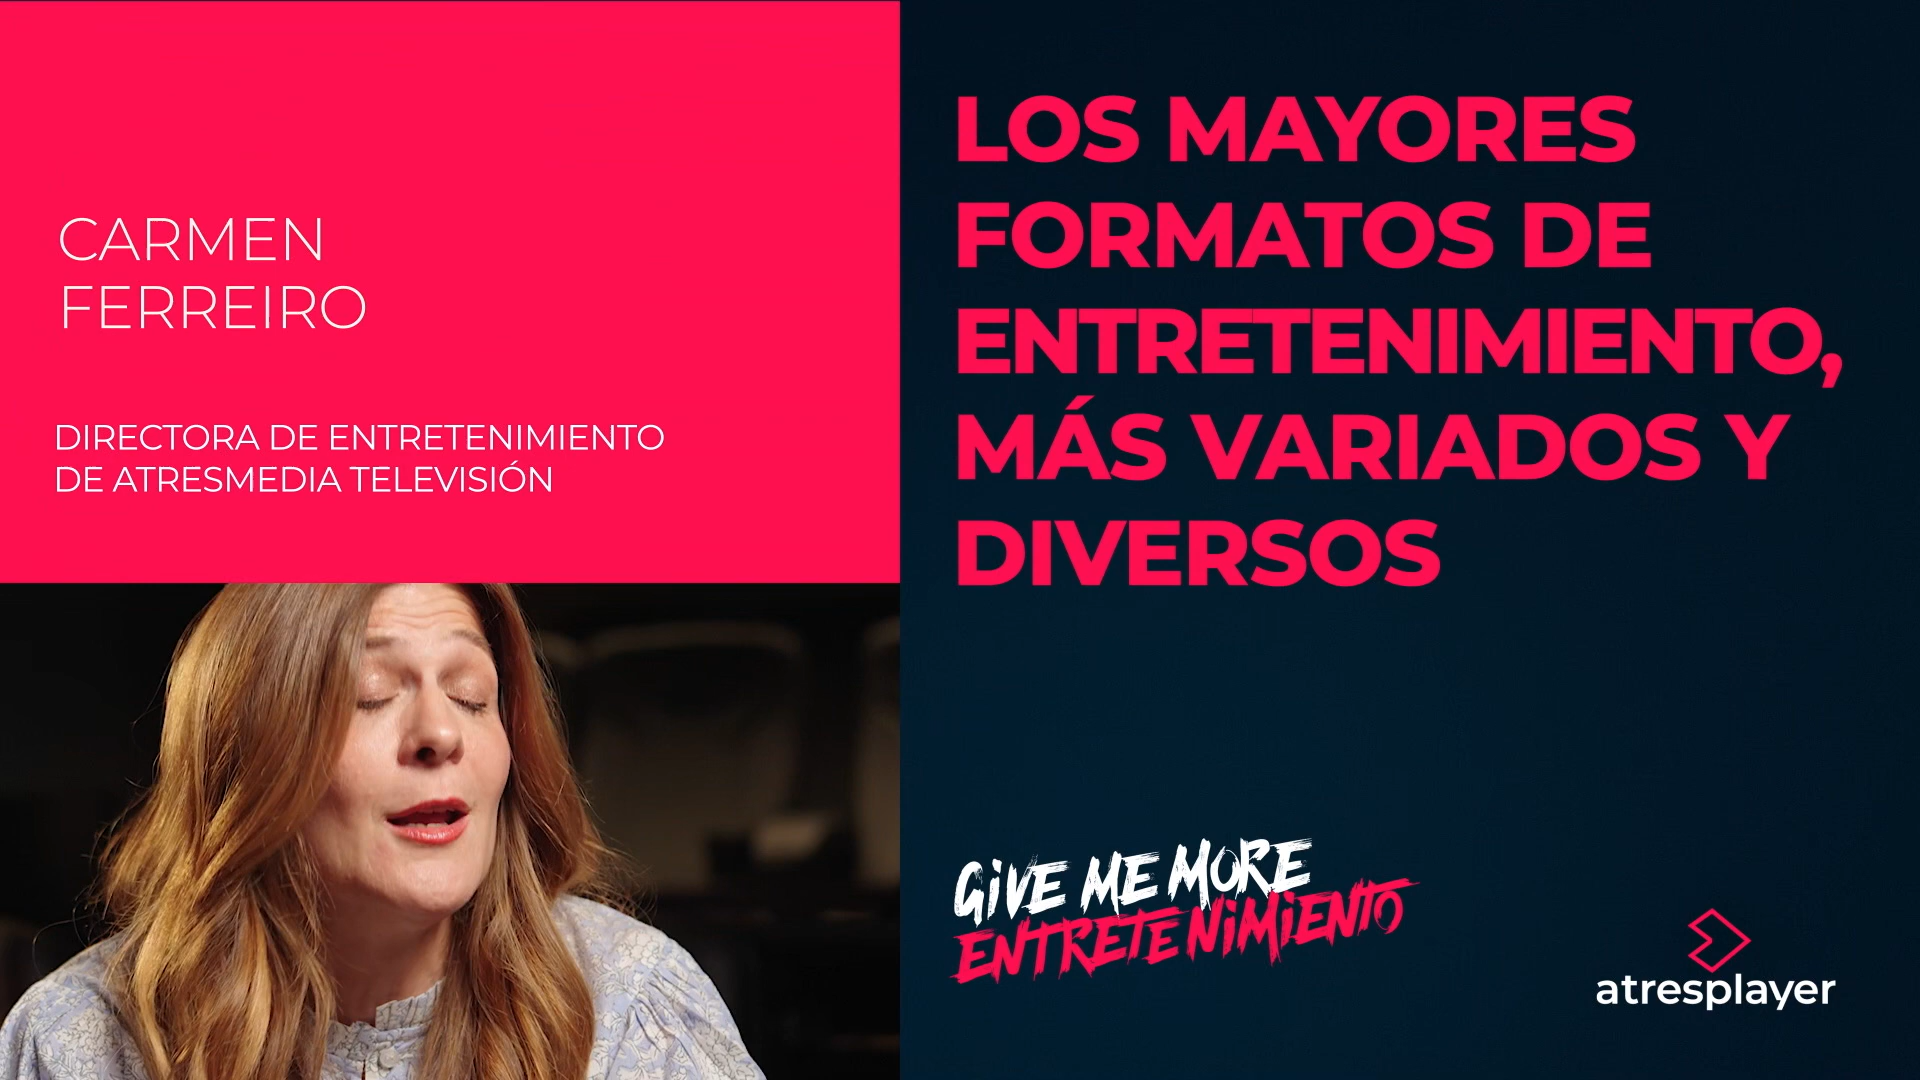 CARMEN
FERREIRO
DIRECTORA DE ENTRETENIMIENTO
DE ATRESMEDIA TELEVISIÓN
LOS MAYORES
FORMATOS DE
ENTRETENIMIENTO,
MÁS VARIADOS Y
DIVERSOS
GIVE ME MORE
ENTRETENIMIENTO
atresplayer